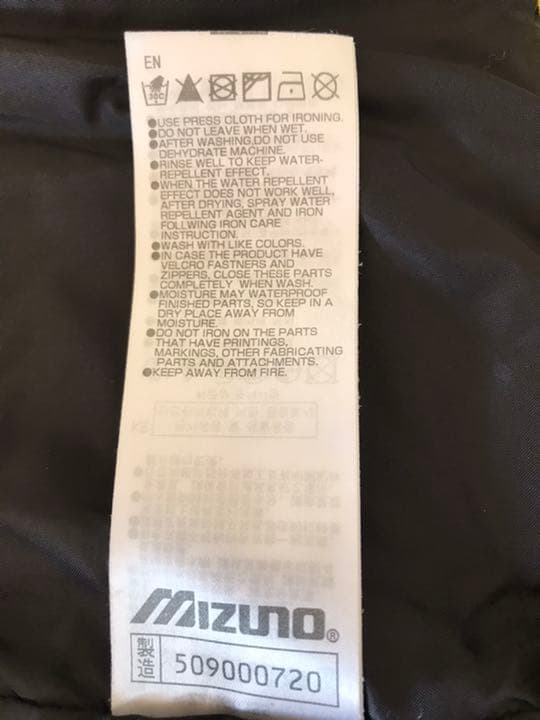 EN
30C
●USE PRESS CLOTH FOR IRONING.
●DO NOT LEAVE WHEN WET.
●AFTER WASHING,DO NOT USE
DEHYDRATE MACHINE.
●RINSE WELL TO KEEP WATER-
REPELLENT EFFECT.
●WHEN THE WATER REPELLENT
EFFECT DOES NOT WORK WELL,
AFTER DRYING, SPRAY WATER
REPELLENT AGENT AND IRON
FOLLWING IRON CARE
INSTRUCTION.
●WASH WITH LIKE COLORS.
●IN CASE THE PRODUCT HAVE
VELCRO FASTNERS AND
ZIPPERS, CLOSE THESE PARTS
COMPLETELY WHEN WASH.
●MOISTURE MAY WATERPROOF
FINISHED PARTS, SO KEEP IN A
DRY PLACE AWAY FROM
MOISTURE.
●DO NOT IRON ON THE PARTS
THAT HAVE PRINTINGS,
MARKINGS, OTHER FABRICATING
PARTS AND ATTACHMENTS.
●KEEP AWAY FROM FIRE.
MIZUNO®
製造 509000720